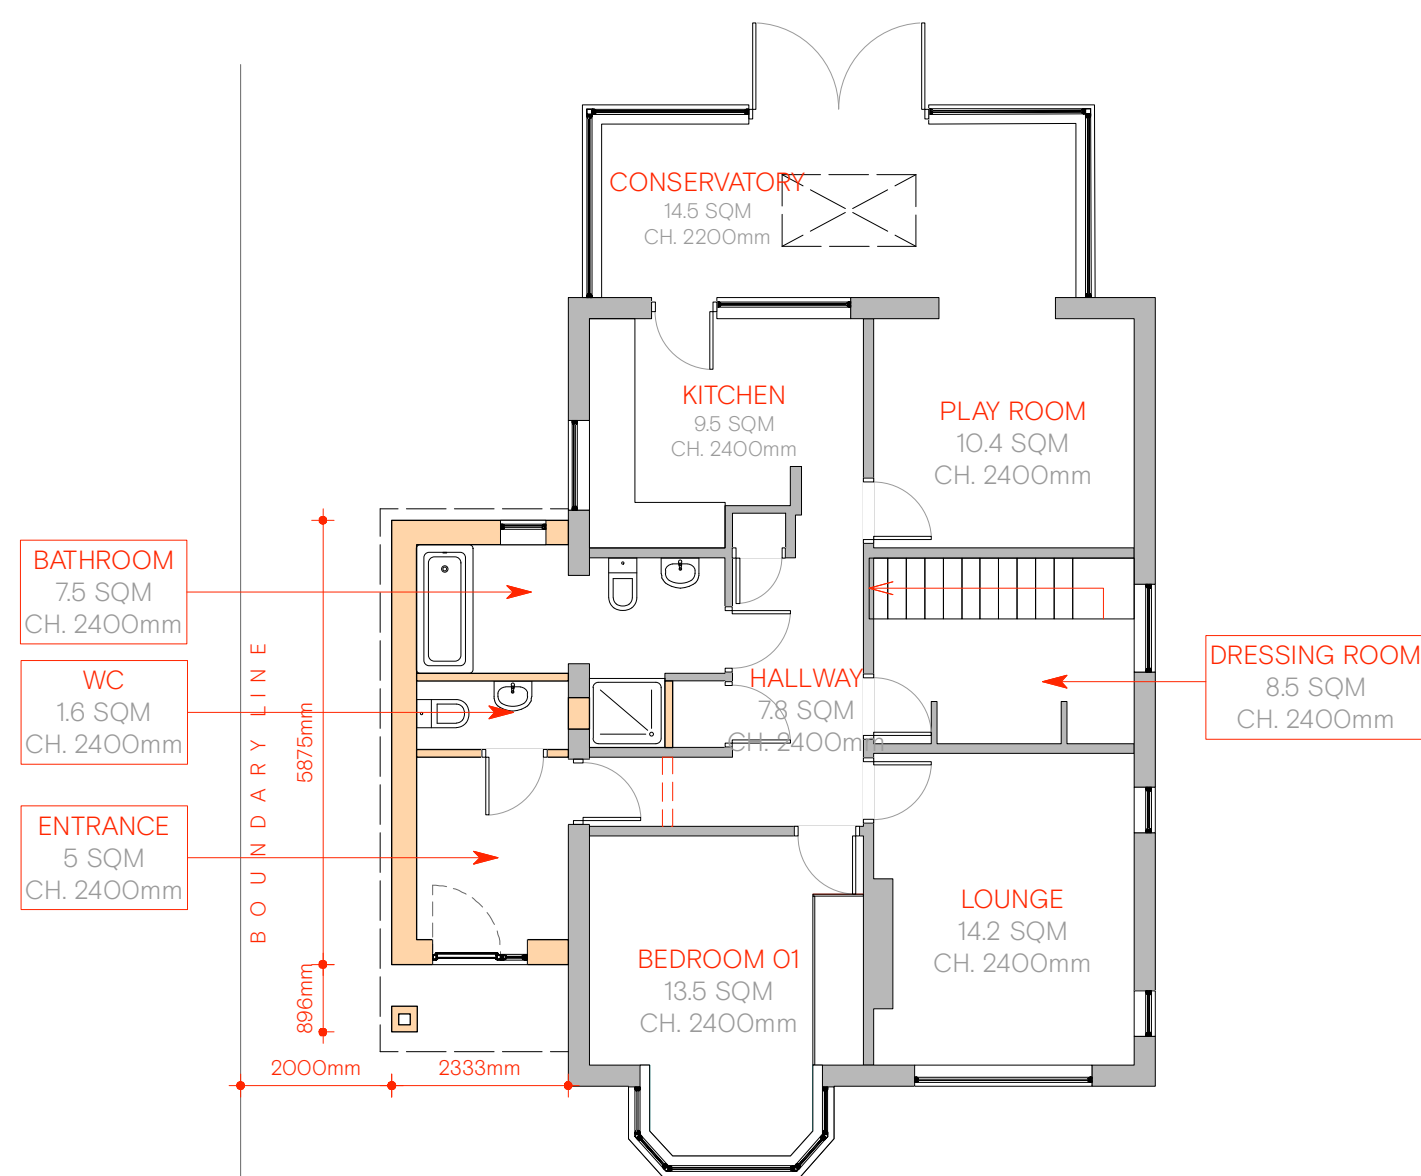 CONSERVATORY
14.5 SQM
CH. 2200mm
KITCHEN
9.5 SQM
CH. 2400mm
PLAY ROOM
10.4 SQM
CH. 2400mm
BATHROOM
7.5 SQM
CH. 2400mm
WC
1.6 SQM
CH. 2400mm
ENTRANCE
5 SQM
CH. 2400mm
BOUNDARY LINE
5875mm
896mm
2000mm
2333mm
HALLWAY
7.8 SQM
CH. 2400mm
DRESSING ROOM
8.5 SQM
CH. 2400mm
LOUNGE
14.2 SQM
CH. 2400mm
BEDROOM 01
13.5 SQM
CH. 2400mm